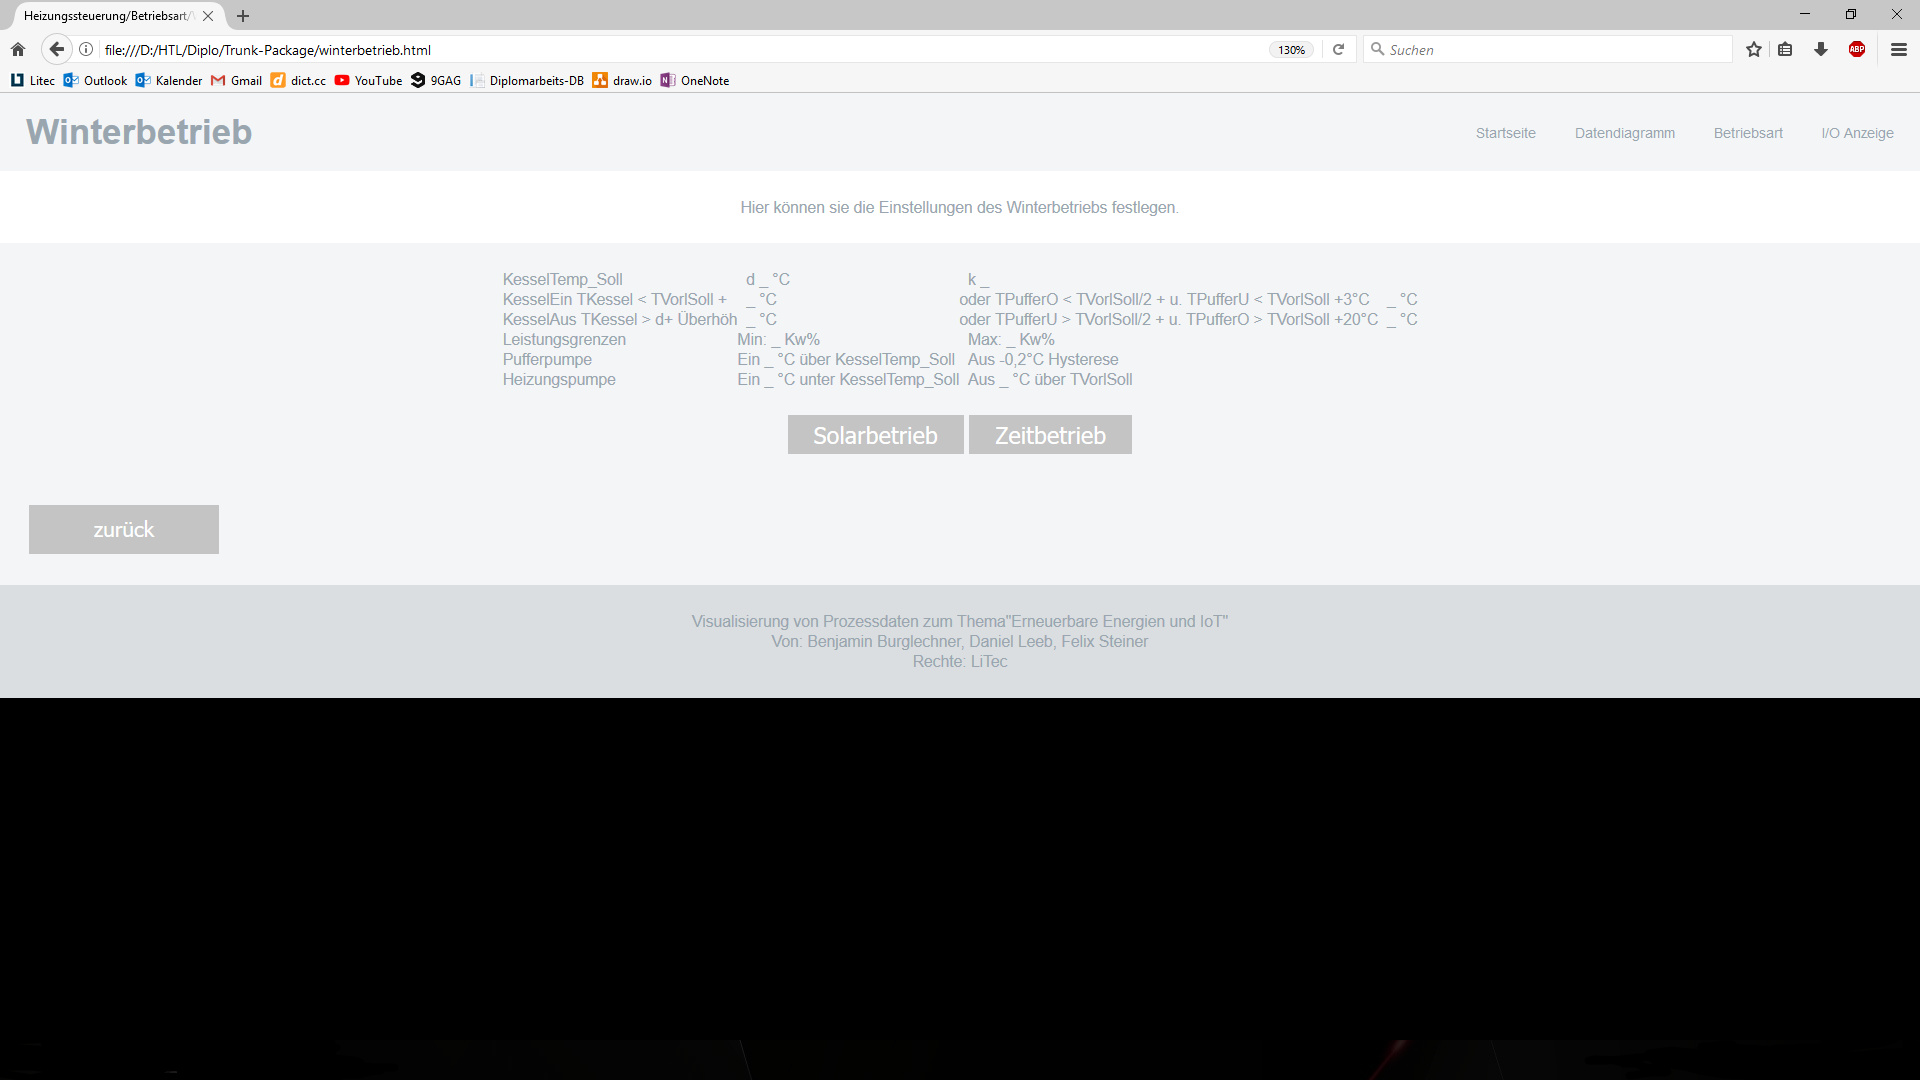 Heizungssteuerung/Betriebsart/
file:///D:/HTL/Diplo/Trunk-Package/winterbetrieb.html
130%
Suchen
ABP
Litec Outlook Kalender Gmail dict.cc YouTube 9GAG Diplomarbeits-DB draw.io OneNote
Winterbetrieb
Startseite Datendiagramm Betriebsart I/O Anzeige
Hier können sie die Einstellungen des Winterbetriebs festlegen.
KesselTemp_Soll d _ °C k _
KesselEin TKessel < TVorlSoll + _ °C oder TPufferO < TVorlSoll/2 + u. TPufferU < TVorlSoll +3°C _ °C
KesselAus TKessel > d+ Überhöh _ °C oder TPufferU > TVorlSoll/2 + u. TPufferO > TVorlSoll +20°C _ °C
Leistungsgrenzen Min: _ Kw% Max: _ Kw%
Pufferpumpe Ein _ °C über KesselTemp_Soll Aus -0,2°C Hysterese
Heizungspumpe Ein _ °C unter KesselTemp_Soll Aus _ °C über TVorlSoll
Solarbetrieb Zeitbetrieb
zurück
Visualisierung von Prozessdaten zum Thema"Erneuerbare Energien und IoT"
Von: Benjamin Burglechner, Daniel Leeb, Felix Steiner
Rechte: LiTec